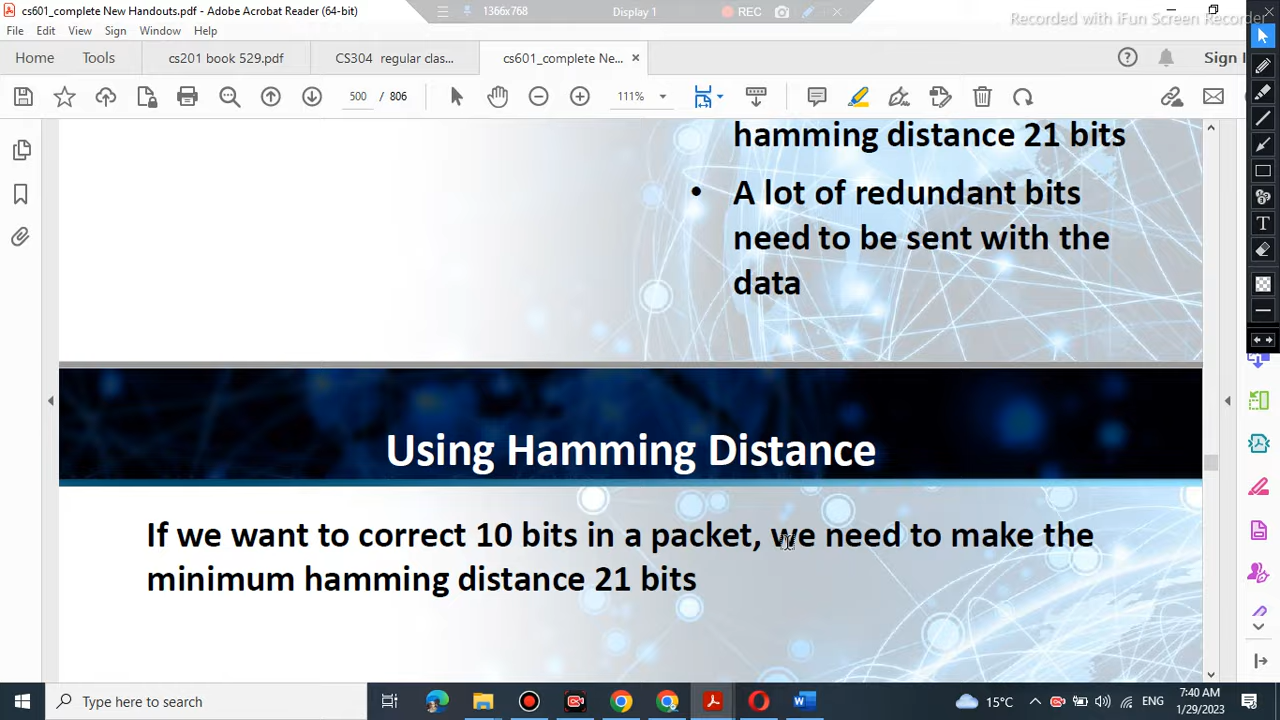 cs601_complete New Handouts.pdf - Adobe Acrobat Reader (64-bit)
1366x768
Display 1
REC
Recorded with iFun Screen Recorder
File Edit View Sign Window Help
Home Tools cs201 book 529.pdf CS304 regular clas... cs601_complete Ne... × Sign
500 / 806 111%
hamming distance 21 bits
• A lot of redundant bits
need to be sent with the
data
Using Hamming Distance
If we want to correct 10 bits in a packet, we need to make the
minimum hamming distance 21 bits
Type here to search
15°C ENG
7:40 AM
1/29/2023